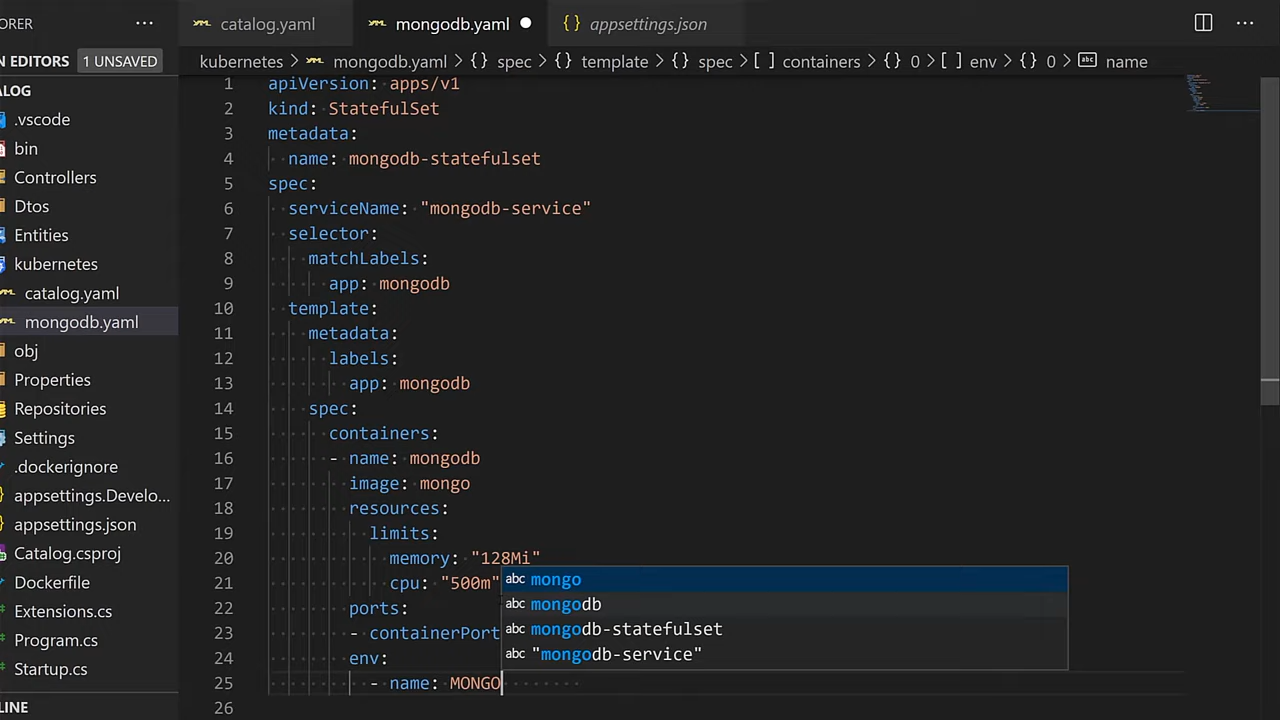 ORER ··· catalog.yaml mongodb.yaml {} appsettings.json ···
N EDITORS 1 UNSAVED kubernetes > mongodb.yaml > {} spec > {} template > {} spec > [ ] containers > {} 0 > [ ] env > {} 0 > abc name
ALOG
.vscode
bin
Controllers
Dtos
Entities
kubernetes
catalog.yaml
mongodb.yaml
obj
Properties
Repositories
Settings
.dockerignore
appsettings.Develo...
appsettings.json
Catalog.csproj
Dockerfile
Extensions.cs
Program.cs
Startup.cs
LINE
1 apiVersion: apps/v1
2 kind: StatefulSet
3 metadata:
4 name: mongodb-statefulset
5 spec:
6 serviceName: "mongodb-service"
7 selector:
8 matchLabels:
9 app: mongodb
10 template:
11 metadata:
12 labels:
13 app: mongodb
14 spec:
15 containers:
16 - name: mongodb
17 image: mongo
18 resources:
19 limits:
20 memory: "128Mi"
21 cpu: "500m"
22 ports:
23 - containerPort
24 env:
25 - name: MONGO
26
abc mongo
abc mongodb
abc mongodb-statefulset
abc "mongodb-service"